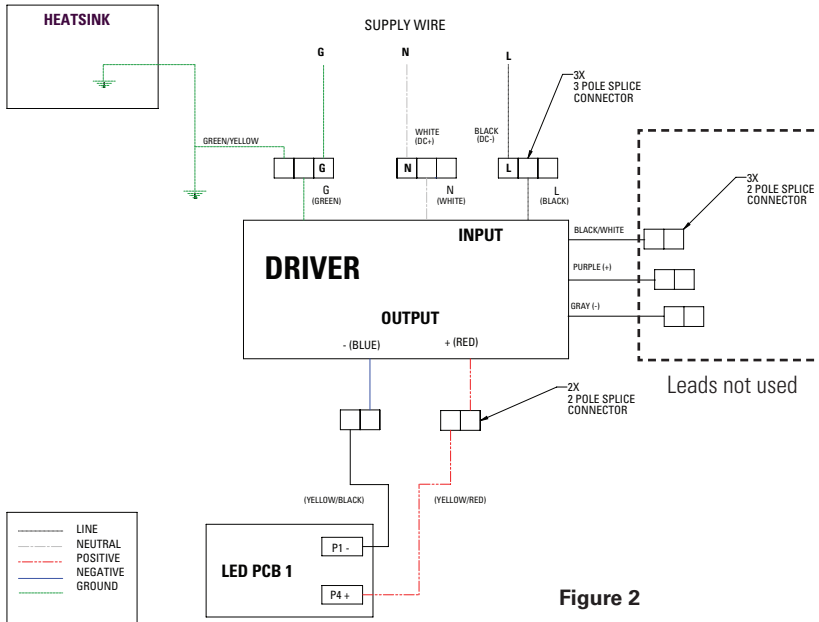 HEATSINK
SUPPLY WIRE
G
N
L
3X
3 POLE SPLICE
CONNECTOR
WHITE
(DC+)
BLACK
(DC-)
GREEN/YELLOW
G
N
L
G
(GREEN)
N
(WHITE)
L
(BLACK)
3X
2 POLE SPLICE
CONNECTOR
INPUT
BLACK/WHITE
DRIVER
PURPLE (+)
GRAY (-)
OUTPUT
- (BLUE)
+ (RED)
Leads not used
2X
2 POLE SPLICE
CONNECTOR
(YELLOW/BLACK)
(YELLOW/RED)
LINE
NEUTRAL
POSITIVE
NEGATIVE
GROUND
P1 -
LED PCB 1
P4 +
Figure 2